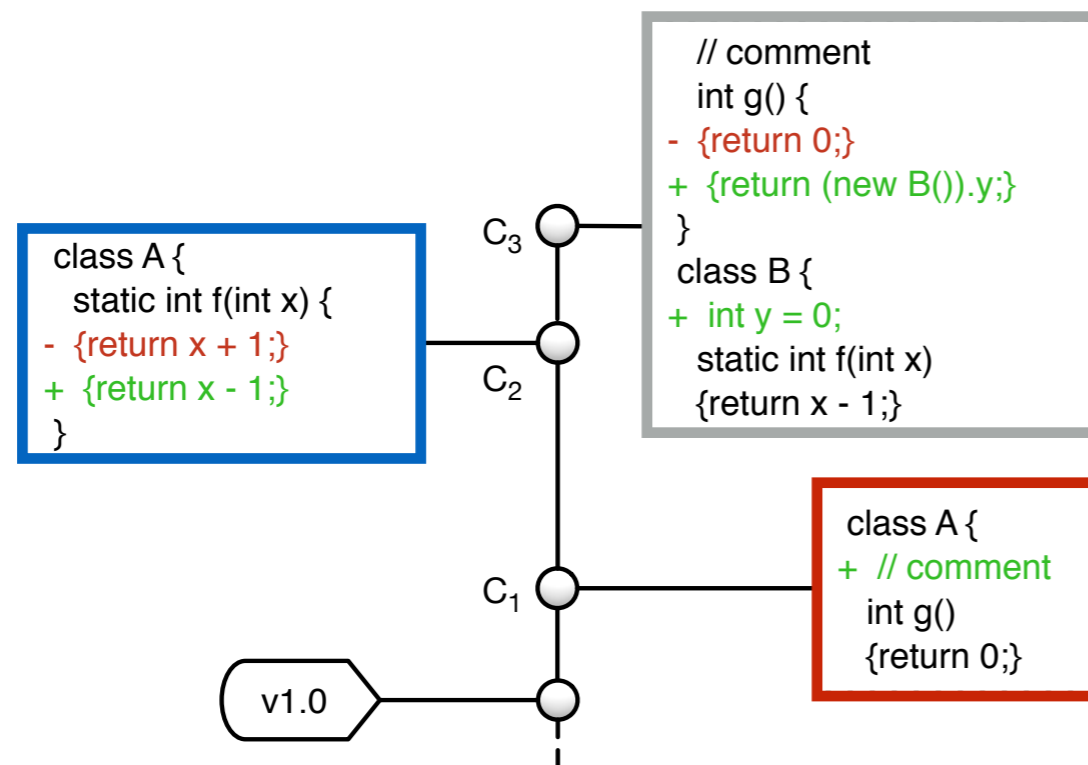 // comment
int g() {
- {return 0;}
+ {return (new B()).y;}
}
class B {
+ int y = 0;
static int f(int x)
{return x - 1;}
C3
class A {
static int f(int x) {
- {return x + 1;}
+ {return x - 1;}
}
C2
class A {
+ // comment
int g()
{return 0;}
C1
v1.0